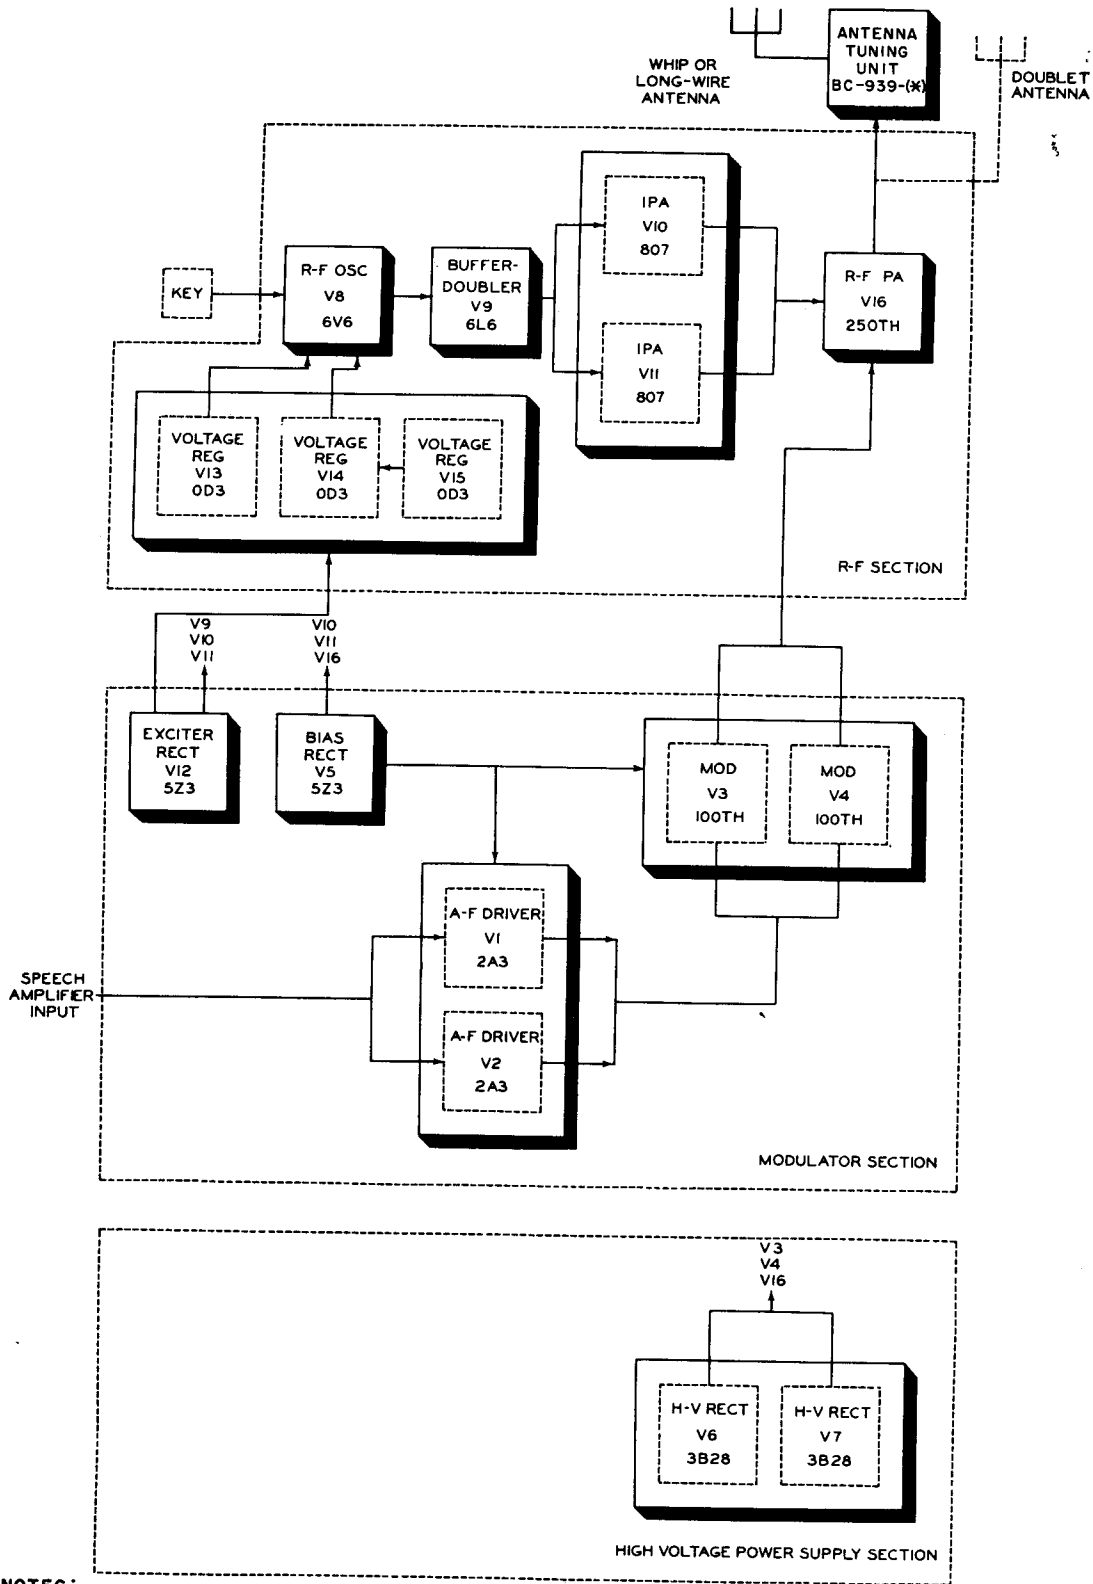 ANTENNA
TUNING
UNIT
BC-939-(*)
WHIP OR
LONG-WIRE
ANTENNA
DOUBLET
ANTENNA
IPA
V10
807
R-F OSC
V8
6V6
BUFFER-
DOUBLER
V9
6L6
R-F PA
V16
250TH
KEY
IPA
V11
807
VOLTAGE
REG
V13
OD3
VOLTAGE
REG
V14
OD3
VOLTAGE
REG
V15
OD3
R-F SECTION
V9
V10
V11
V10
V11
V16
EXCITER
RECT
V12
5Z3
BIAS
RECT
V5
5Z3
MOD
V3
100TH
MOD
V4
100TH
A-F DRIVER
V1
2A3
SPEECH
AMPLIFIER
INPUT
A-F DRIVER
V2
2A3
MODULATOR SECTION
V3
V4
V16
H-V RECT
V6
3B28
H-V RECT
V7
3B28
HIGH VOLTAGE POWER SUPPLY SECTION
NOTES: